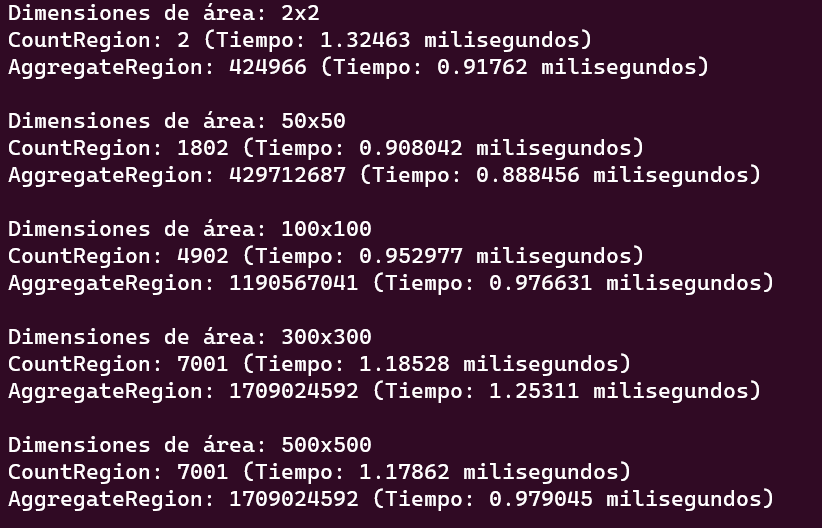 Dimensiones de área: 2x2
CountRegion: 2 (Tiempo: 1.32463 milisegundos)
AggregateRegion: 424966 (Tiempo: 0.91762 milisegundos)
Dimensiones de área: 50x50
CountRegion: 1802 (Tiempo: 0.908042 milisegundos)
AggregateRegion: 429712687 (Tiempo: 0.888456 milisegundos)
Dimensiones de área: 100x100
CountRegion: 4902 (Tiempo: 0.952977 milisegundos)
AggregateRegion: 1190567041 (Tiempo: 0.976631 milisegundos)
Dimensiones de área: 300x300
CountRegion: 7001 (Tiempo: 1.18528 milisegundos)
AggregateRegion: 1709024592 (Tiempo: 1.25311 milisegundos)
Dimensiones de área: 500x500
CountRegion: 7001 (Tiempo: 1.17862 milisegundos)
AggregateRegion: 1709024592 (Tiempo: 0.979045 milisegundos)